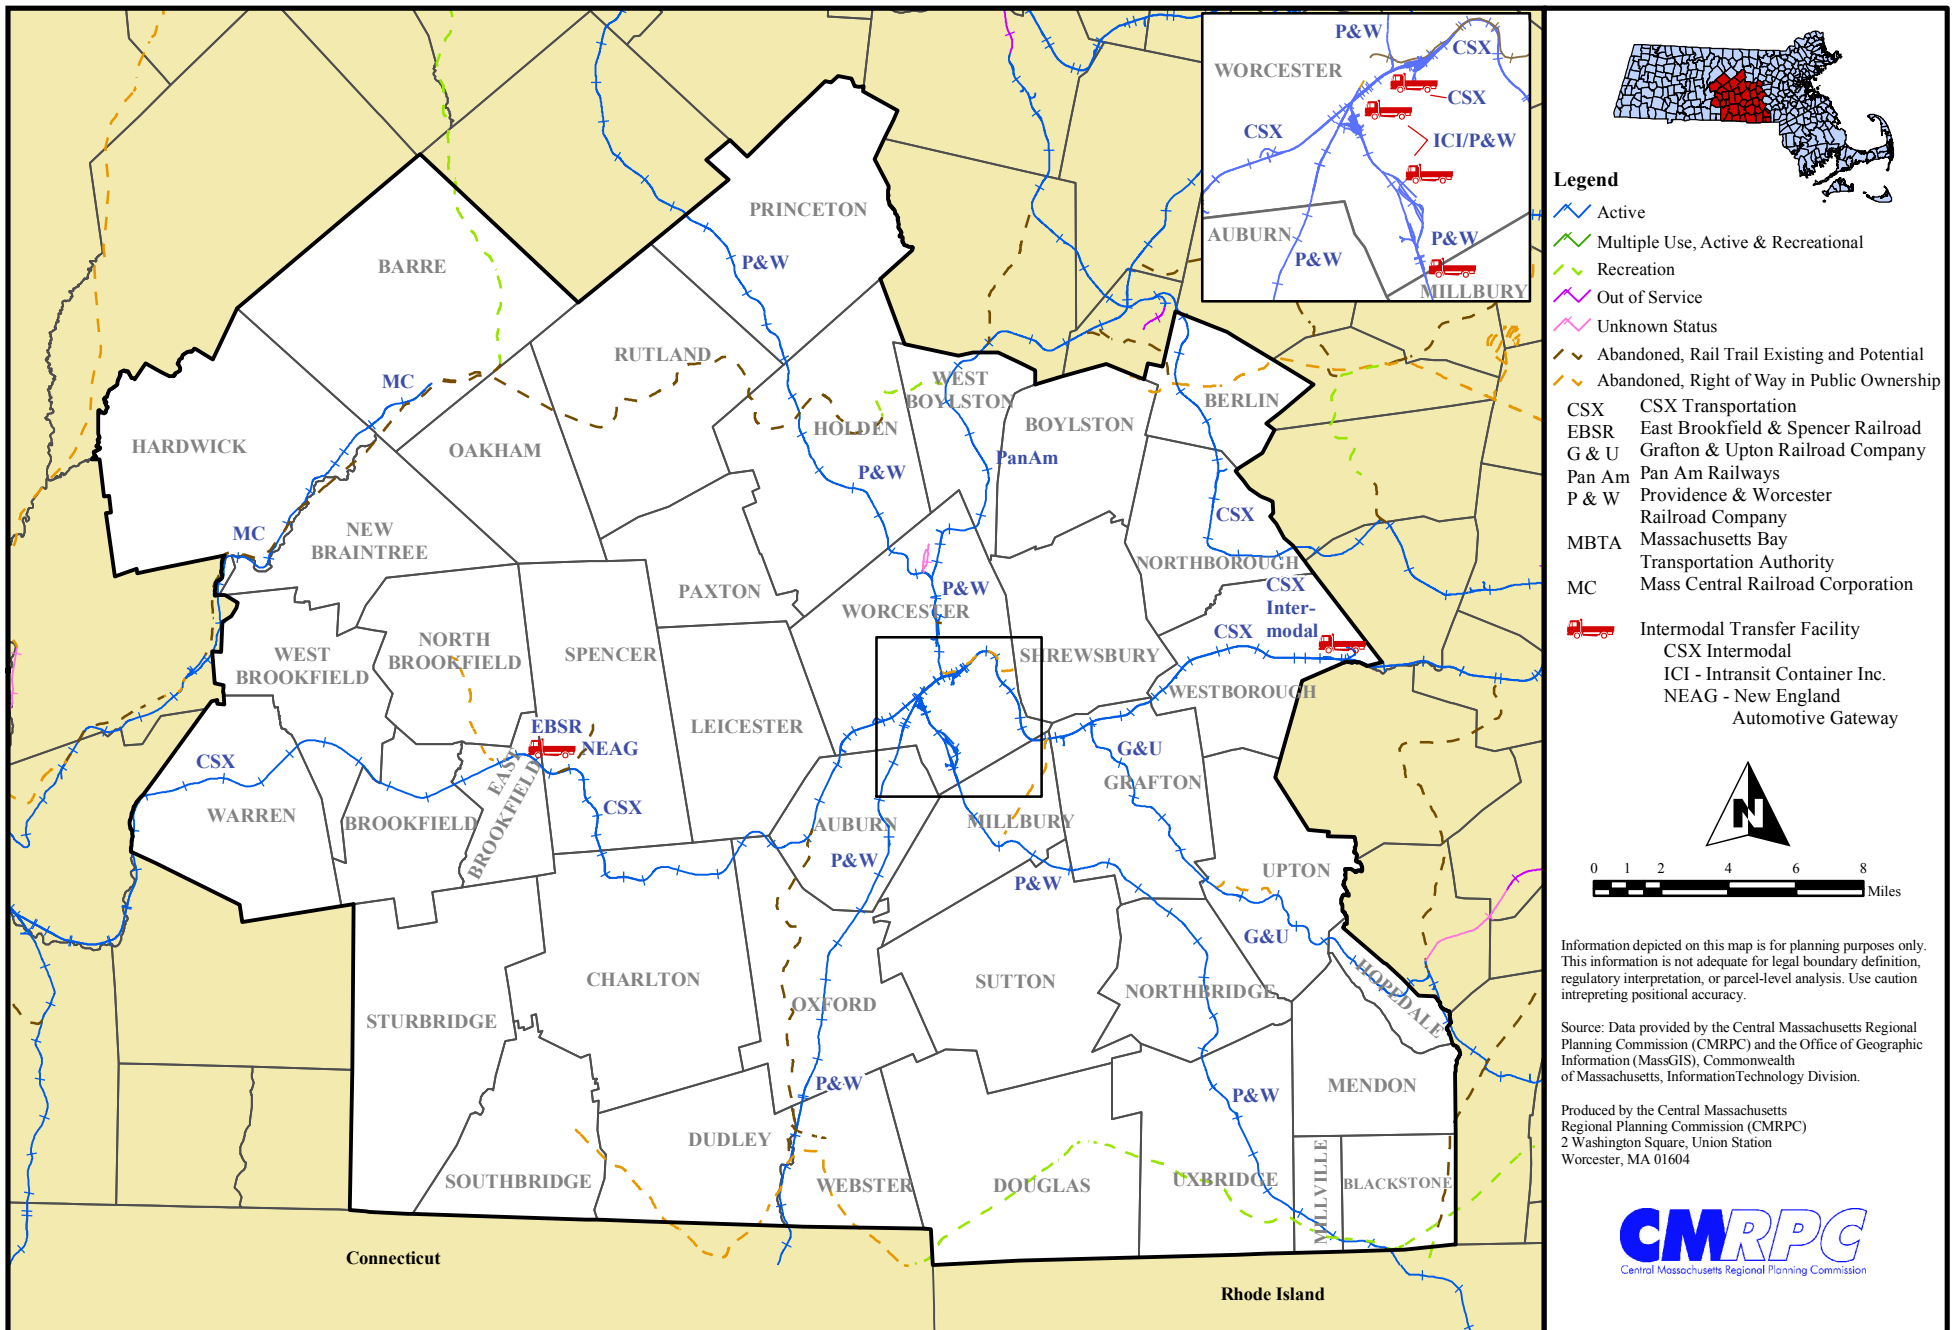 P&W
CSX
WORCESTER
CSX
ICI/P&W
CSX
P&W
AUBURN
P&W
MILLBURY
PRINCETON
P&W
BARRE
RUTLAND
MC
WEST
BOYLSTON
BERLIN
HARDWICK
OAKHAM
HOLDEN
BOYLSTON
P&W
PanAm
CSX
MC
NEW
BRAINTREE
NORTHBOROUGH
PAXTON
P&W
WORCESTER
CSX
Inter-
modal
CSX
WEST
BROOKFIELD
NORTH
BROOKFIELD
SPENCER
SHREWSBURY
WESTBOROUGH
LEICESTER
EBSR
NEAG
CSX
G&U
GRAFTON
EAST
BROOKFIELD
CSX
WARREN
BROOKFIELD
AUBURN
MILLBURY
P&W
P&W
UPTON
G&U
CHARLTON
SUTTON
NORTHBRIDGE
HOPEDALE
OXFORD
STURBRIDGE
P&W
P&W
MENDON
DUDLEY
SOUTHBRIDGE
WEBSTER
DOUGLAS
UXBRIDGE
MILLVILLE
BLACKSTONE
Connecticut
Rhode Island
Legend
Active
Multiple Use, Active & Recreational
Recreation
Out of Service
Unknown Status
Abandoned, Rail Trail Existing and Potential
Abandoned, Right of Way in Public Ownership
CSX CSX Transportation
EBSR East Brookfield & Spencer Railroad
G & U Grafton & Upton Railroad Company
Pan Am Pan Am Railways
P & W Providence & Worcester
Railroad Company
MBTA Massachusetts Bay
Transportation Authority
MC Mass Central Railroad Corporation
Intermodal Transfer Facility
CSX Intermodal
ICI - Intransit Container Inc.
NEAG - New England
Automotive Gateway
N
0 1 2 4 6 8
Miles
Information depicted on this map is for planning purposes only.
This information is not adequate for legal boundary definition,
regulatory interpretation, or parcel-level analysis. Use caution
intrepreting positional accuracy.
Source: Data provided by the Central Massachusetts Regional
Planning Commission (CMRPC) and the Office of Geographic
Information (MassGIS), Commonwealth
of Massachusetts, InformationTechnology Division.
Produced by the Central Massachusetts
Regional Planning Commission (CMRPC)
2 Washington Square, Union Station
Worcester, MA 01604
CMRPC
Central Massachusetts Regional Planning Commission